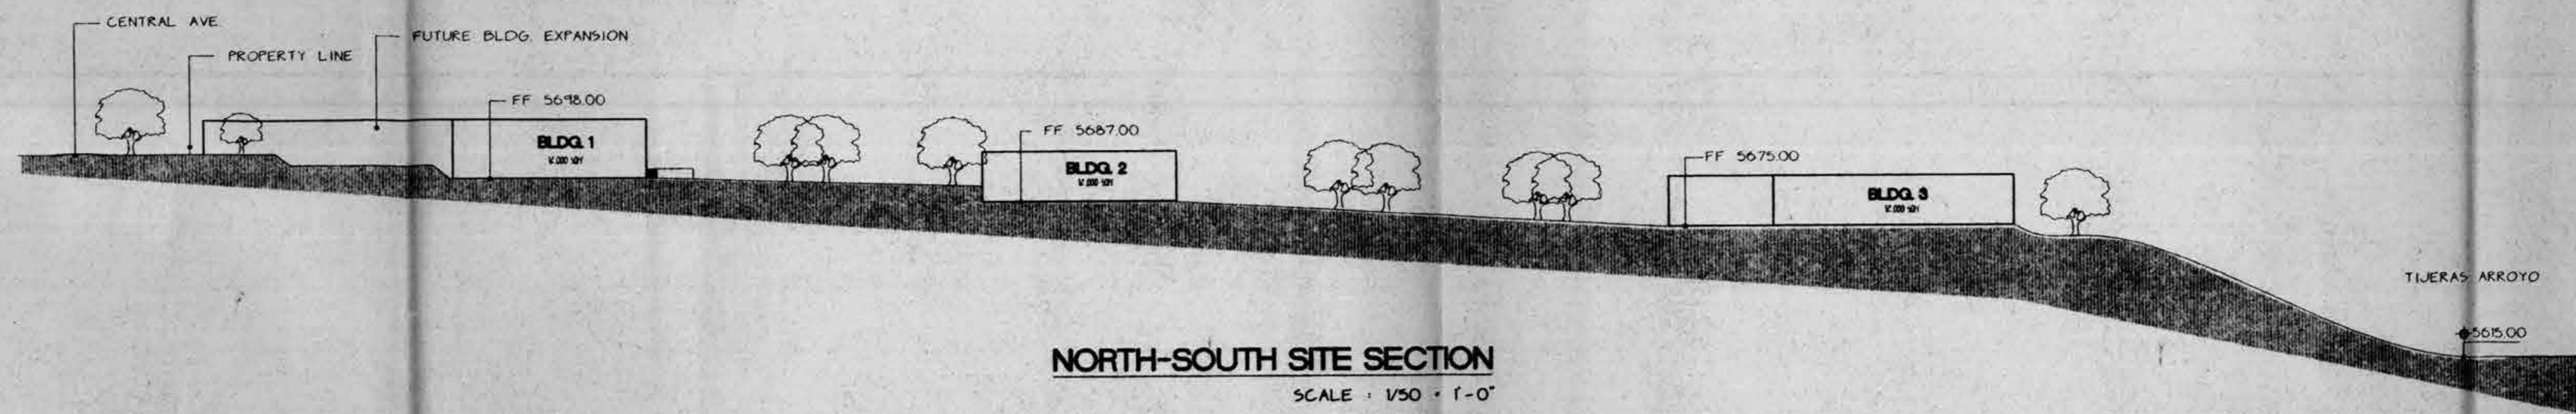 CENTRAL AVE.
PROPERTY LINE
FUTURE BLDG. EXPANSION
FF 5698.00
BLDG. 1
FF 5687.00
BLDG. 2
FF 5675.00
BLDG. 3
TIJERAS ARROYO
5615.00
NORTH-SOUTH SITE SECTION
SCALE : 1/50 = 1'-0"